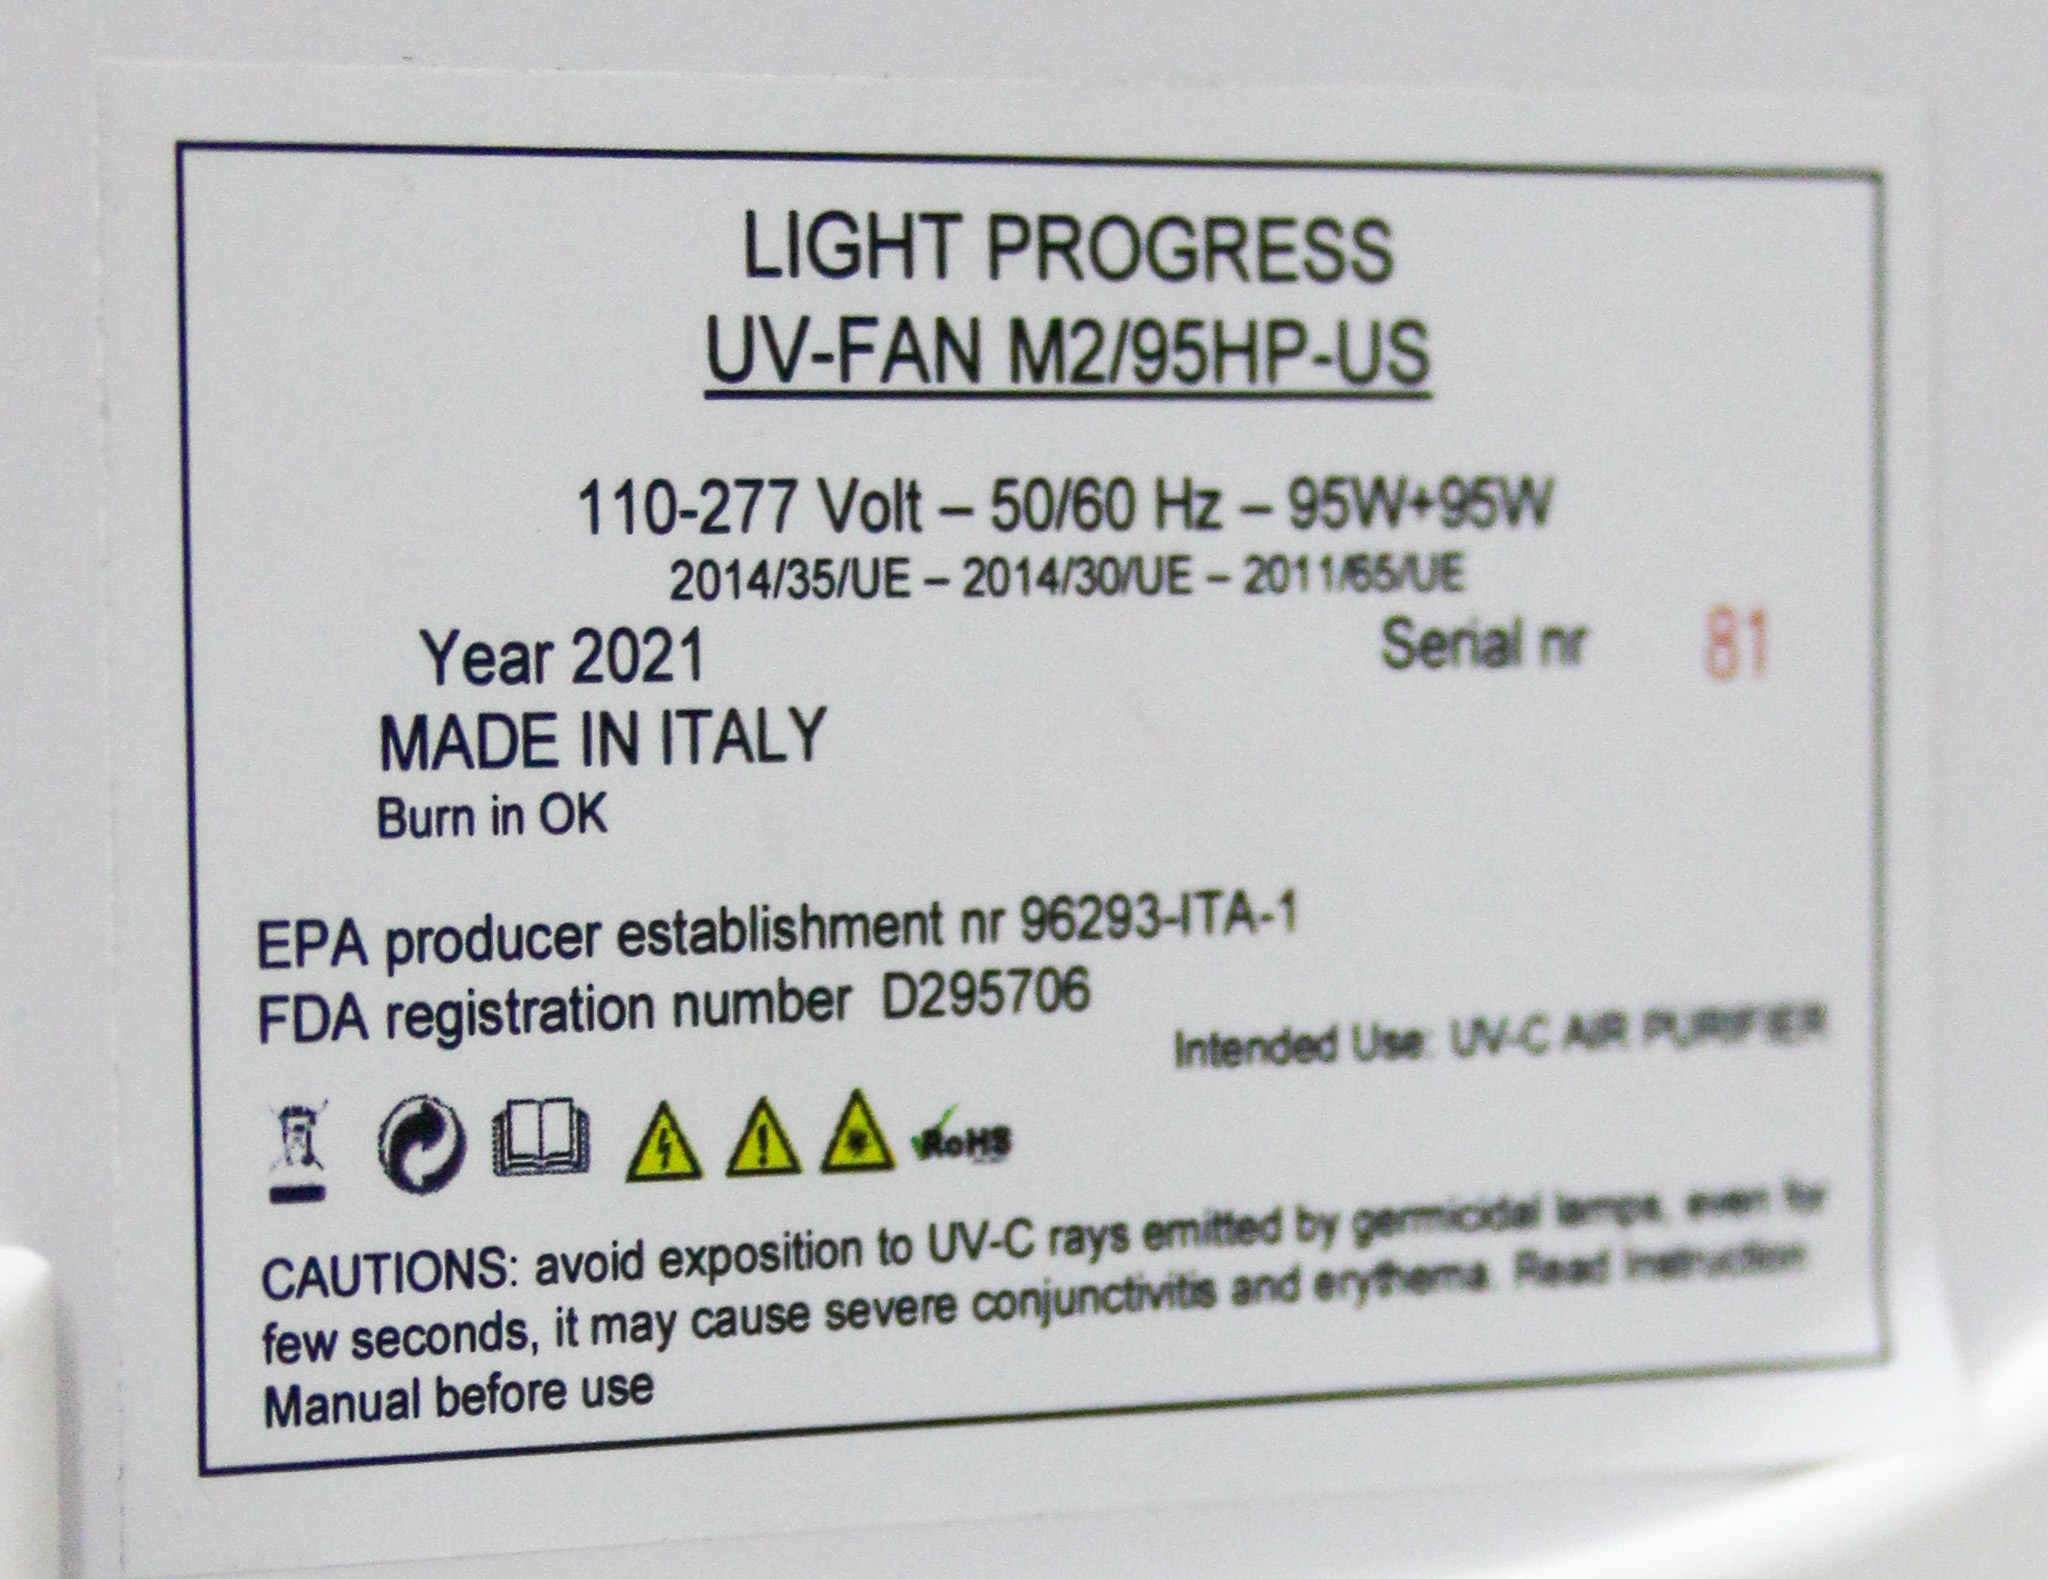 LIGHT PROGRESS
UV-FAN M2/95HP-US
110-277 Volt – 50/60 Hz – 95W+95W
2014/35/UE – 2014/30/UE – 2011/65/UE
Year 2021 Serial nr 81
MADE IN ITALY
Burn in OK
EPA producer establishment nr 96293-ITA-1
FDA registration number D295706
Intended Use: UV-C AIR PURIFIER
RoHS
CAUTIONS: avoid exposition to UV-C rays emitted by germicidal lamps, even for
few seconds, it may cause severe conjunctivitis and erythema. Read Instruction
Manual before use